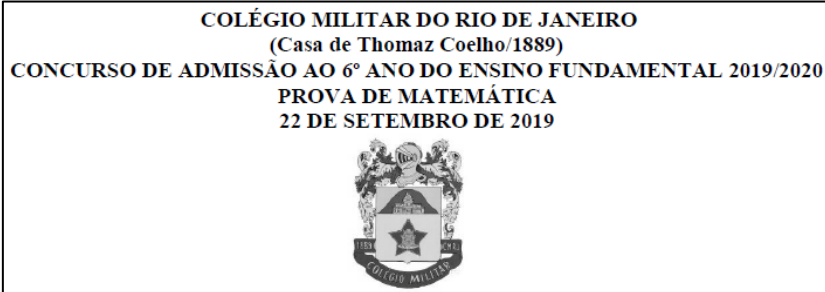 COLÉGIO MILITAR DO RIO DE JANEIRO
(Casa de Thomaz Coelho/1889)
CONCURSO DE ADMISSÃO AO 6º ANO DO ENSINO FUNDAMENTAL 2019/2020
PROVA DE MATEMÁTICA
22 DE SETEMBRO DE 2019
COLÉGIO MILITAR